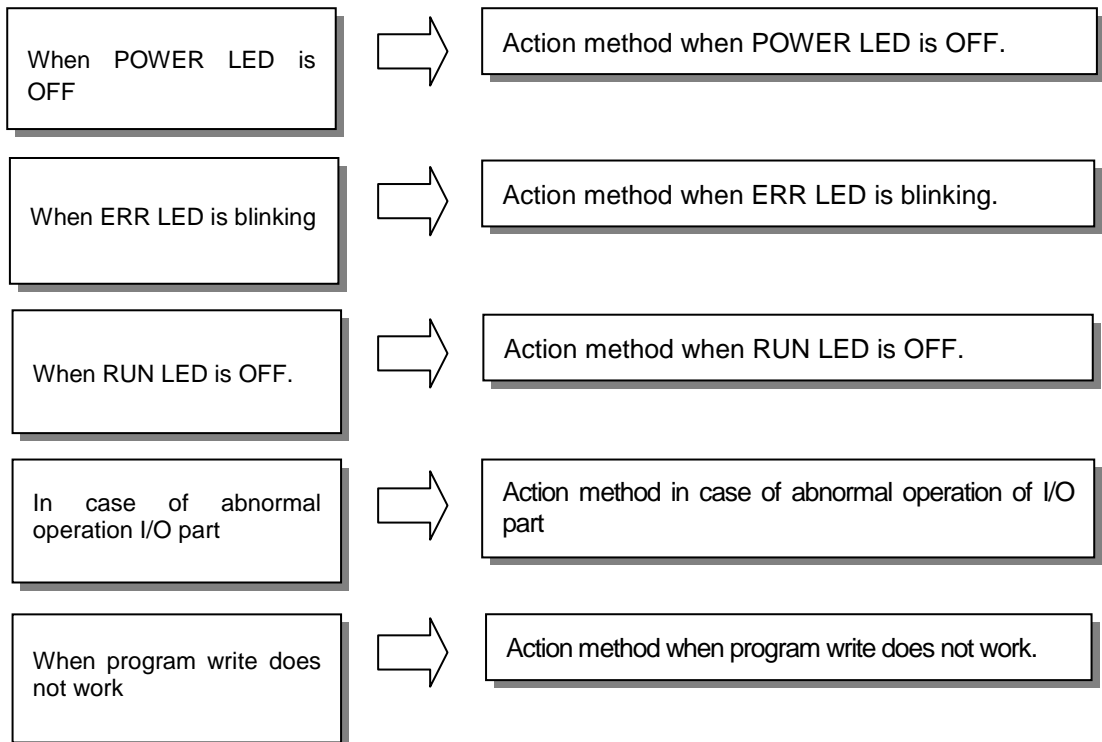 When POWER LED is
OFF
Action method when POWER LED is OFF.
When ERR LED is blinking
Action method when ERR LED is blinking.
When RUN LED is OFF.
Action method when RUN LED is OFF.
In case of abnormal
operation I/O part
Action method in case of abnormal operation of I/O
part
When program write does
not work
Action method when program write does not work.